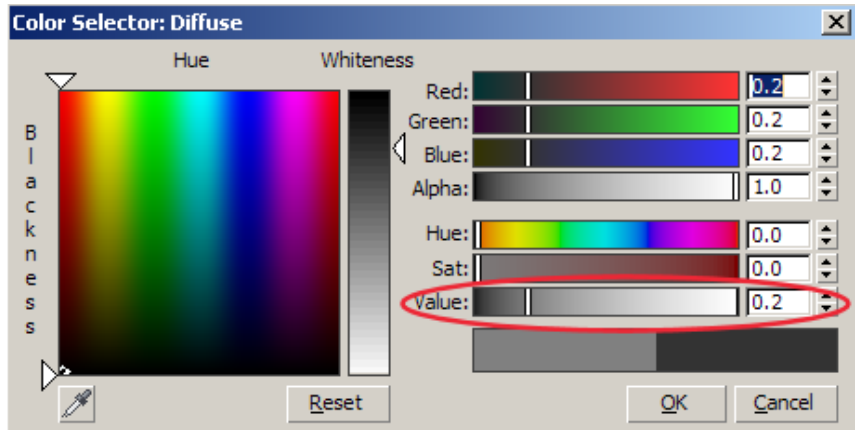 Color Selector: Diffuse
Hue
Whiteness
Blackness
Red: 0.2
Green: 0.2
Blue: 0.2
Alpha: 1.0
Hue: 0.0
Sat: 0.0
Value: 0.2
Reset
OK
Cancel